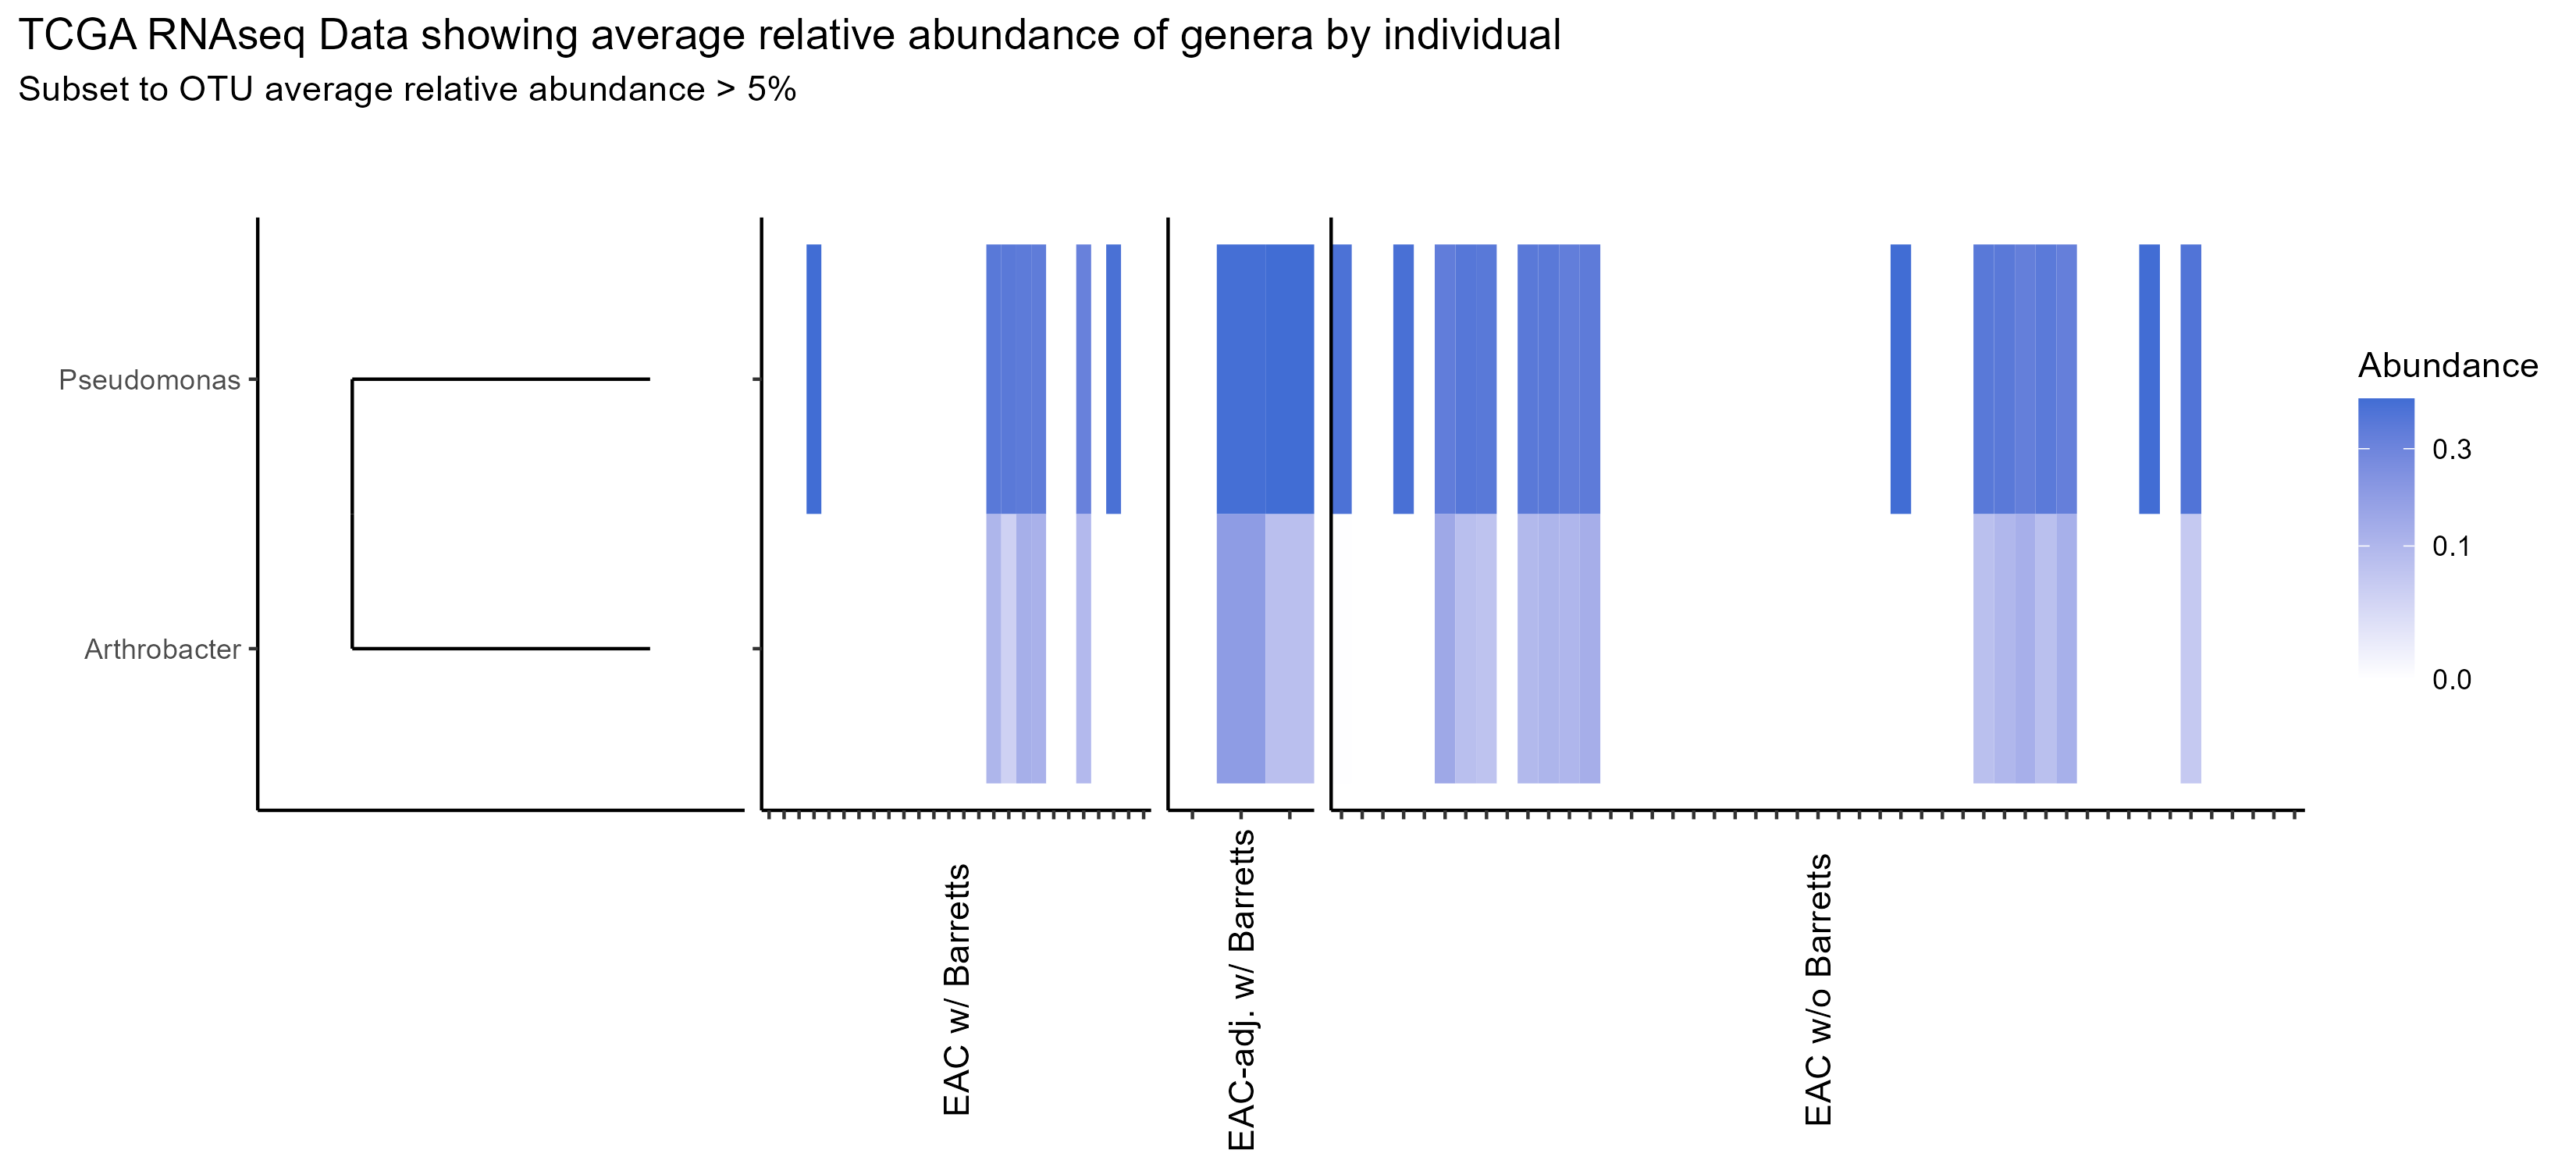 TCGA RNAseq Data showing average relative abundance of genera by individual
Subset to OTU average relative abundance > 5%
Pseudomonas
Arthrobacter
EAC w/ Barretts
EAC-adj. w/ Barretts
EAC w/o Barretts
Abundance
0.3
0.1
0.0